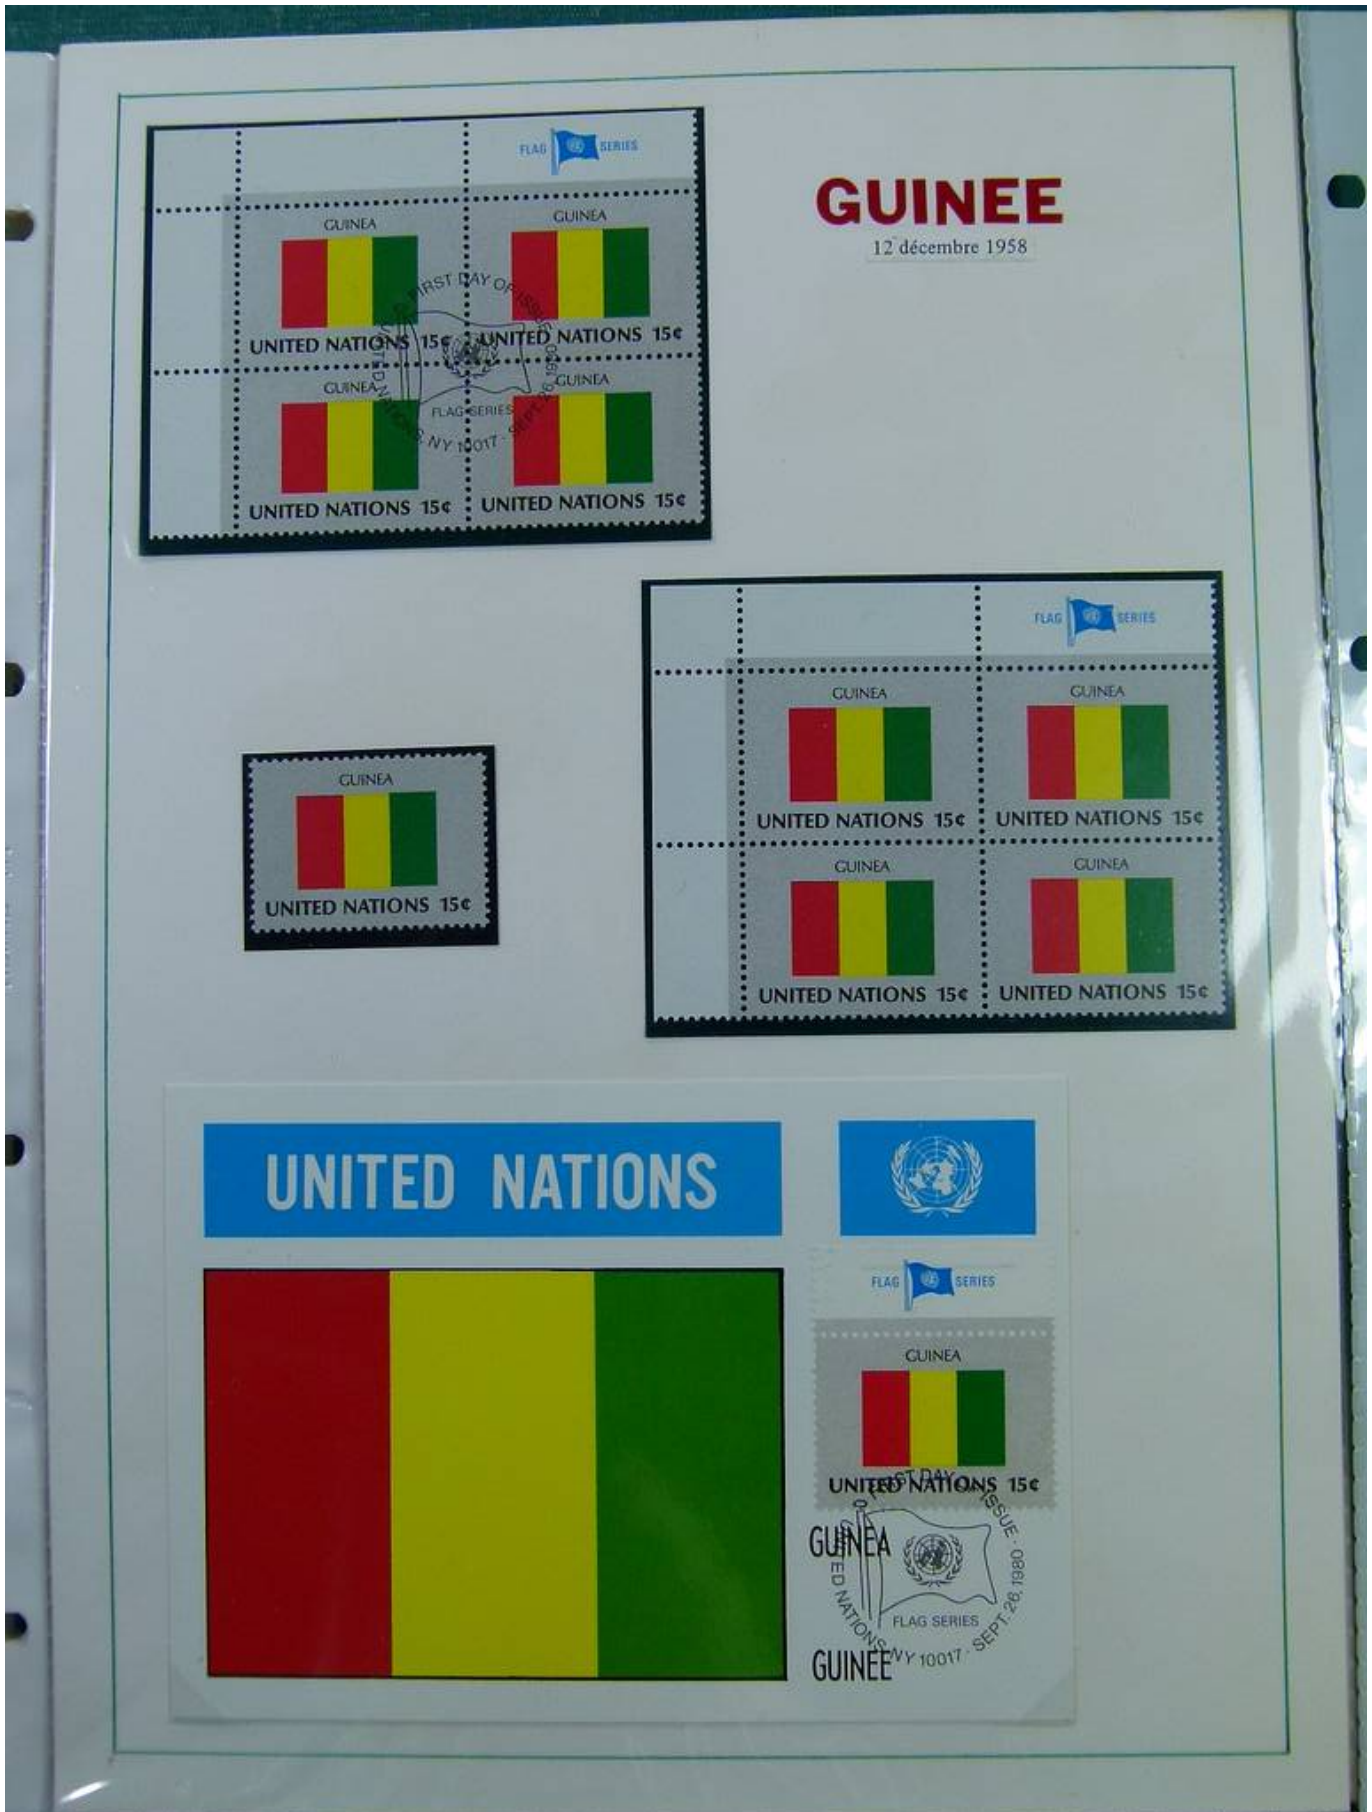 FLAG SERIES
GUINEE
12 décembre 1958
GUINEA GUINEA
UNITED NATIONS 15¢ UNITED NATIONS 15¢
GUINEA GUINEA
UNITED NATIONS 15¢ UNITED NATIONS 15¢
FIRST DAY OF ISSUE
UNITED NATIONS, NY 10017 · SEPT. 26, 1980
FLAG SERIES
FLAG SERIES
GUINEA GUINEA
UNITED NATIONS 15¢ UNITED NATIONS 15¢
GUINEA GUINEA
UNITED NATIONS 15¢ UNITED NATIONS 15¢
GUINEA
UNITED NATIONS 15¢
UNITED NATIONS
FLAG SERIES
GUINEA
UNITED NATIONS 15¢
FIRST DAY OF ISSUE
UNITED NATIONS, NY 10017 · SEPT. 26, 1980
GUINEA
FLAG SERIES
GUINEE